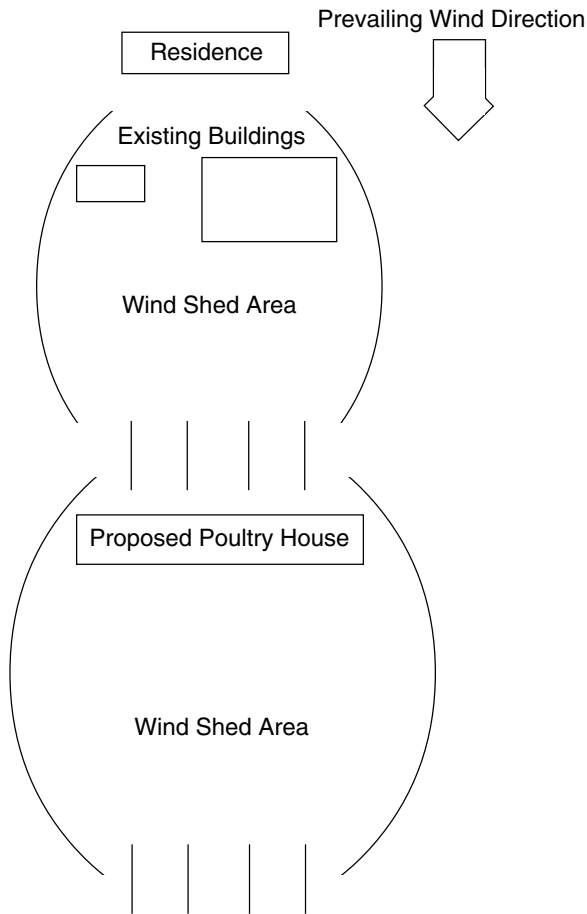 Prevailing Wind Direction
Residence
Existing Buildings
Wind Shed Area
Proposed Poultry House
Wind Shed Area